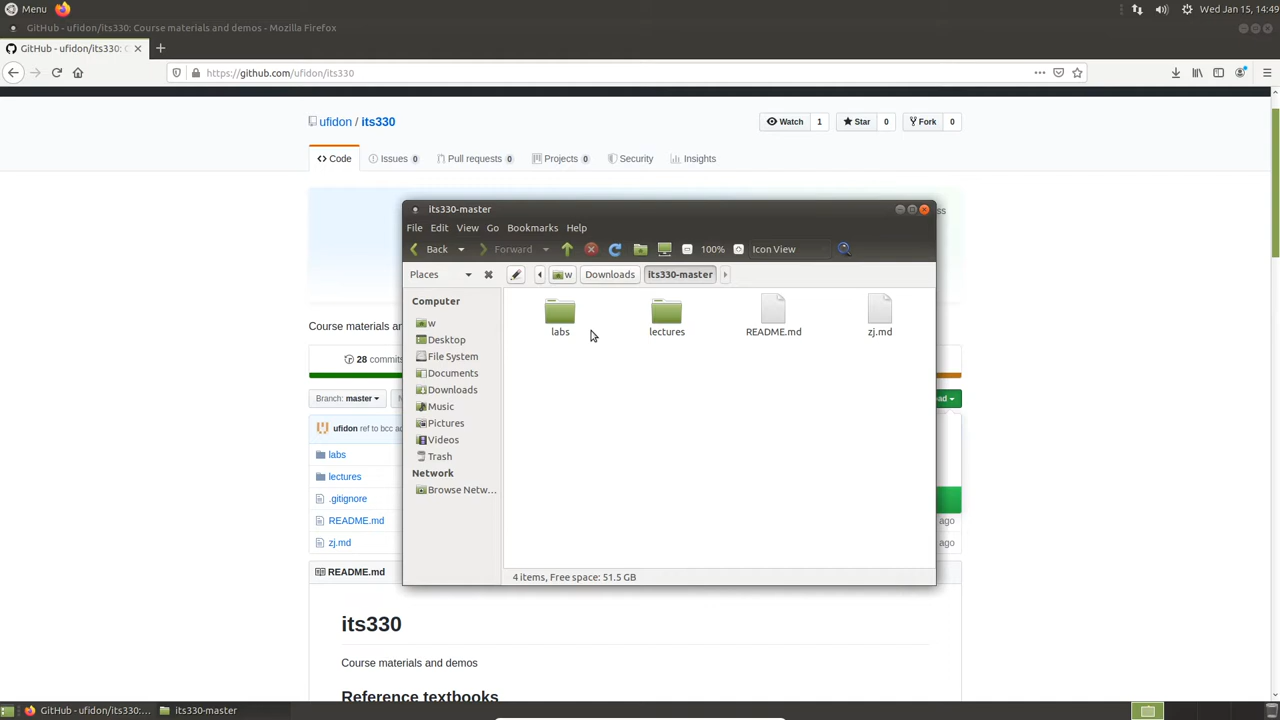 Menu
Wed Jan 15, 14:49
GitHub - ufidon/its330: Course materials and demos - Mozilla Firefox
GitHub - ufidon/its330: C
https://github.com/ufidon/its330
ufidon / its330
Watch 1 Star 0 Fork 0
Code Issues 0 Pull requests 0 Projects 0 Security Insights
its330-master
File Edit View Go Bookmarks Help
Back Forward 100% Icon View
Places w Downloads its330-master
Computer
w
Desktop
File System
Documents
Downloads
Music
Pictures
Videos
Trash
Network
Browse Netw...
labs lectures README.md zj.md
4 items, Free space: 51.5 GB
ss
Course materials an
28 commits
Branch: master
oad
ufidon ref to bcc a
labs
lectures
.gitignore
README.md ago
zj.md ago
README.md
its330
Course materials and demos
Reference textbooks
GitHub - ufidon/its330:... its330-master